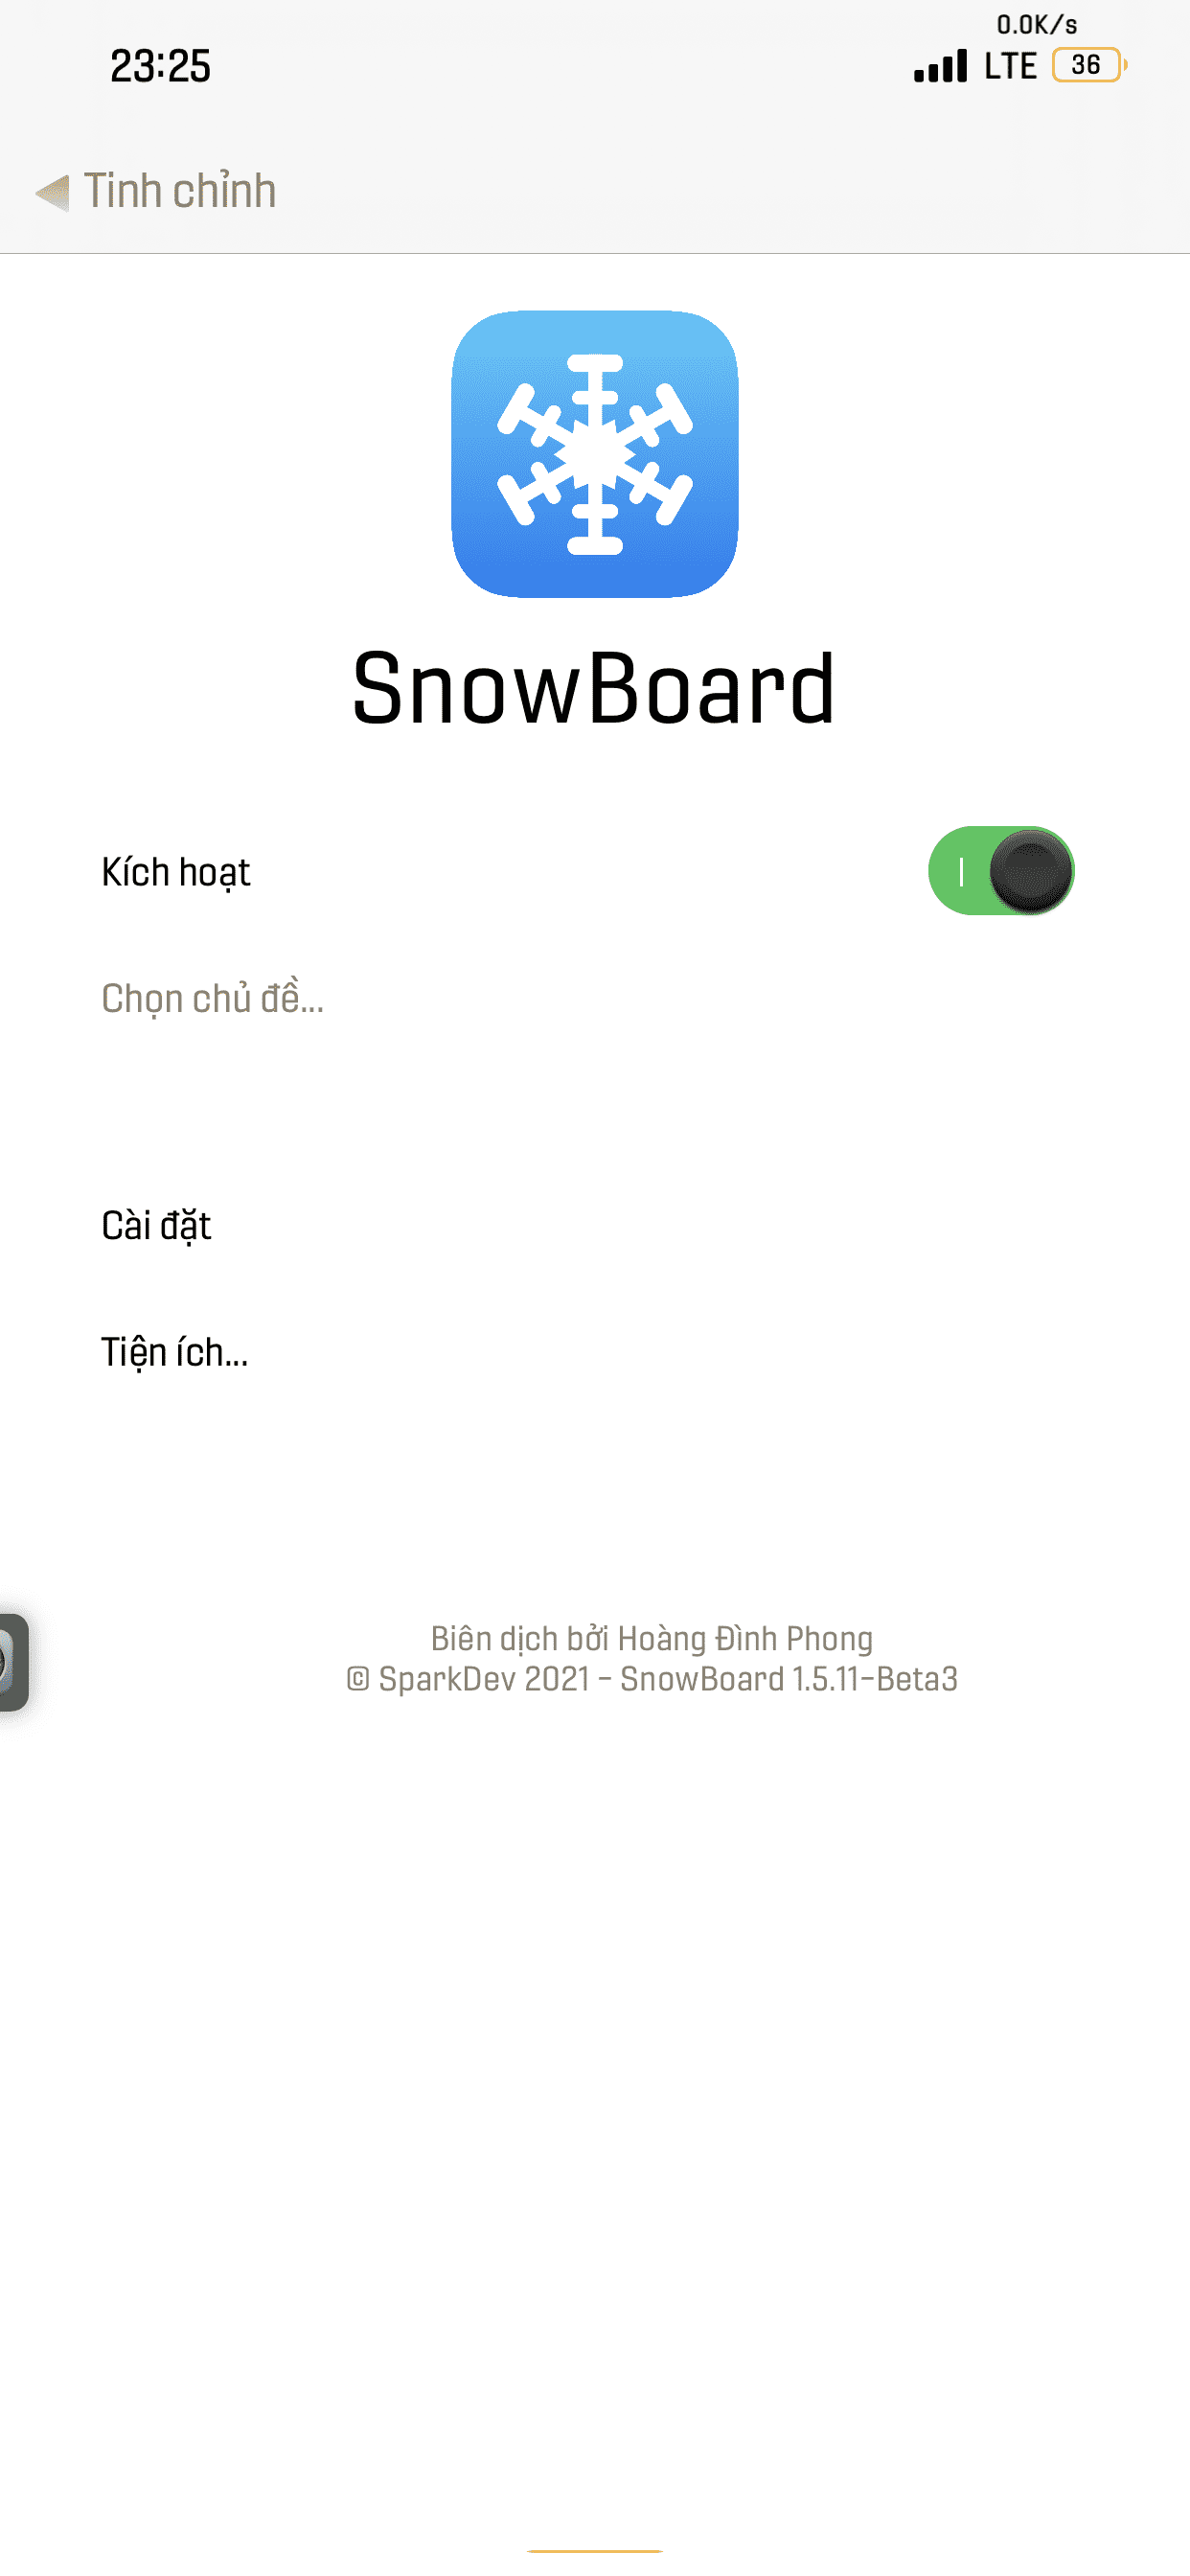 0.0K/s
23:25
LTE 36
Tinh chỉnh
SnowBoard
Kích hoạt
Chọn chủ đề...
Cài đặt
Tiện ích...
Biên dịch bởi Hoàng Đình Phong
© SparkDev 2021 - SnowBoard 1.5.11-Beta3